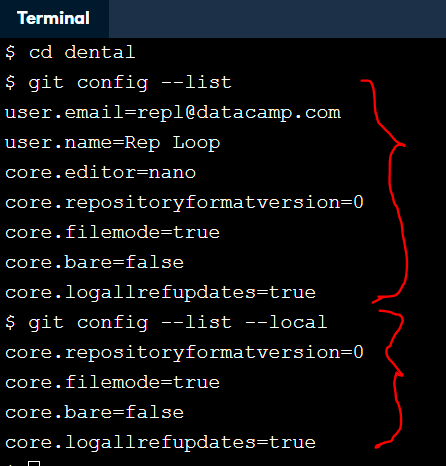 Terminal
$ cd dental
$ git config --list
user.email=repl@datacamp.com
user.name=Rep Loop
core.editor=nano
core.repositoryformatversion=0
core.filemode=true
core.bare=false
core.logallrefupdates=true
$ git config --list --local
core.repositoryformatversion=0
core.filemode=true
core.bare=false
core.logallrefupdates=true